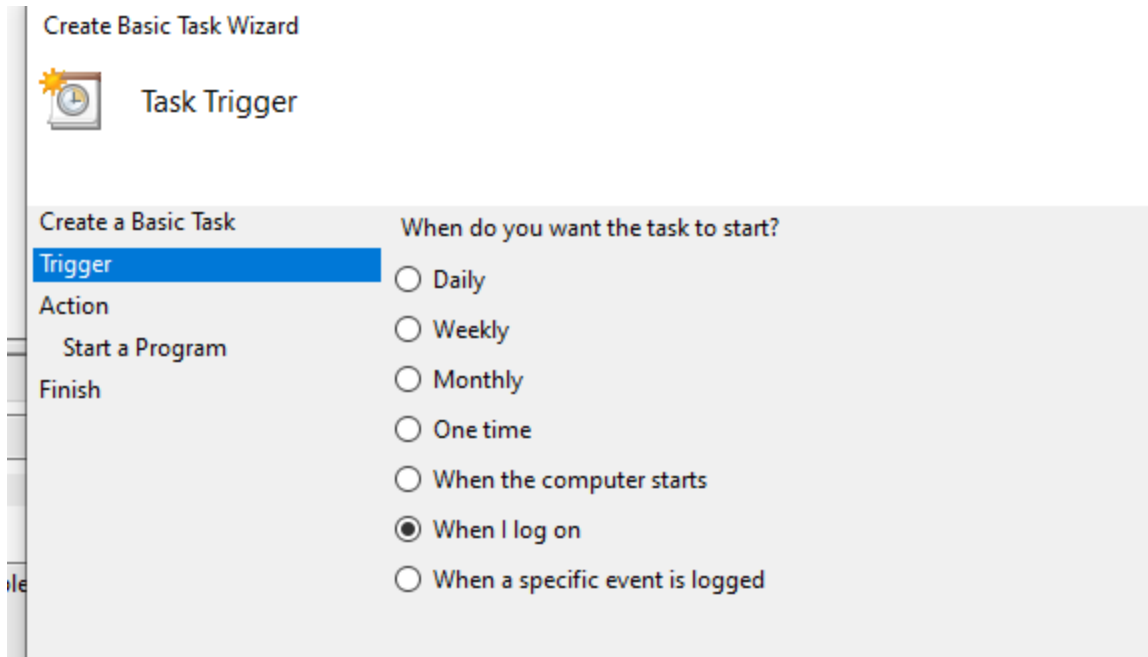 Create Basic Task Wizard
Task Trigger
Create a Basic Task
Trigger
Action
Start a Program
Finish
When do you want the task to start?
Daily
Weekly
Monthly
One time
When the computer starts
When I log on
When a specific event is logged